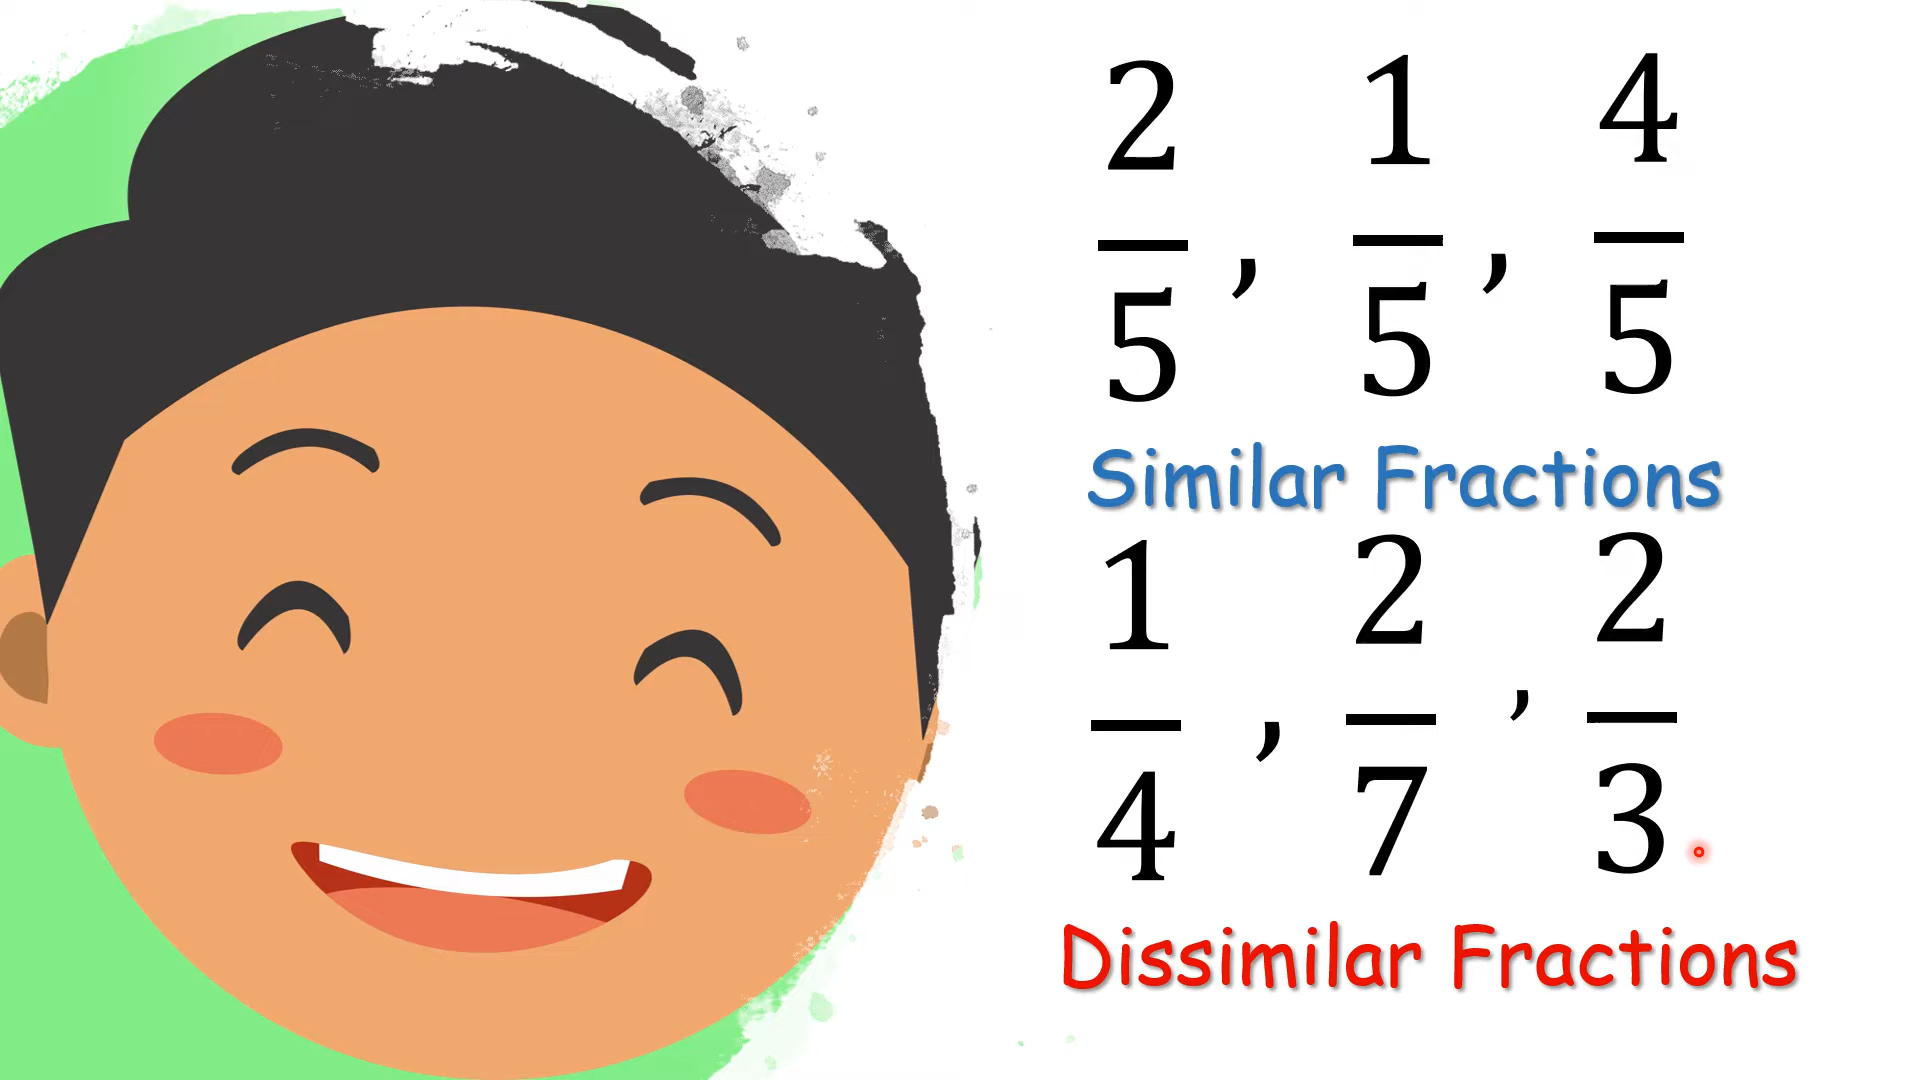 2/5 , 1/5 , 4/5
Similar Fractions
1/4 , 2/7 , 2/3
Dissimilar Fractions